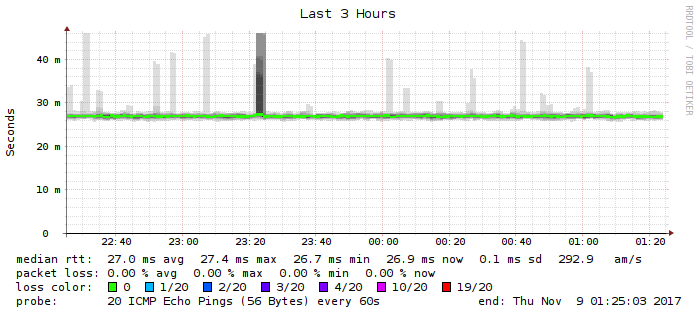 Last 3 Hours
RRDTOOL / TOBI OETIKER
Seconds
40 m
30 m
20 m
10 m
0
22:40 23:00 23:20 23:40 00:00 00:20 00:40 01:00 01:20
median rtt: 27.0 ms avg 27.4 ms max 26.7 ms min 26.9 ms now 0.1 ms sd 292.9 am/s
packet loss: 0.00 % avg 0.00 % max 0.00 % min 0.00 % now
loss color: 0 1/20 2/20 3/20 4/20 10/20 19/20
probe: 20 ICMP Echo Pings (56 Bytes) every 60s end: Thu Nov 9 01:25:03 2017